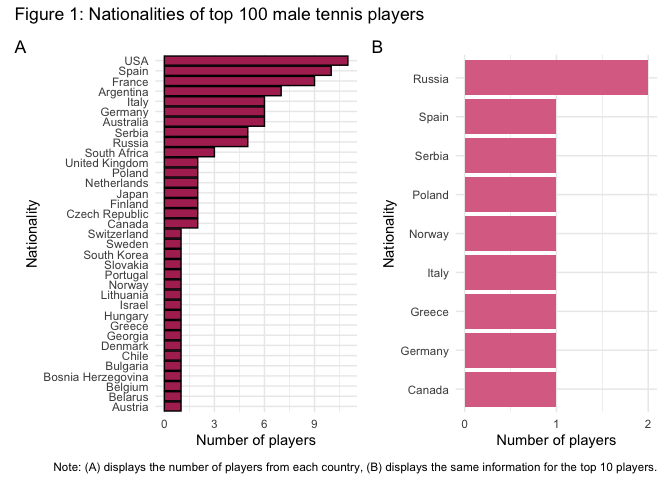 Figure 1: Nationalities of top 100 male tennis players
A
USA
Spain
France
Argentina
Italy
Germany
Australia
Serbia
Russia
South Africa
United Kingdom
Poland
Netherlands
Japan
Finland
Czech Republic
Canada
Switzerland
Sweden
South Korea
Slovakia
Portugal
Norway
Lithuania
Israel
Hungary
Greece
Georgia
Denmark
Chile
Bulgaria
Bosnia Herzegovina
Belgium
Belarus
Austria
Nationality
0 3 6 9
Number of players
B
Russia
Spain
Serbia
Poland
Norway
Italy
Greece
Germany
Canada
Nationality
0 1 2
Number of players
Note: (A) displays the number of players from each country, (B) displays the same information for the top 10 players.